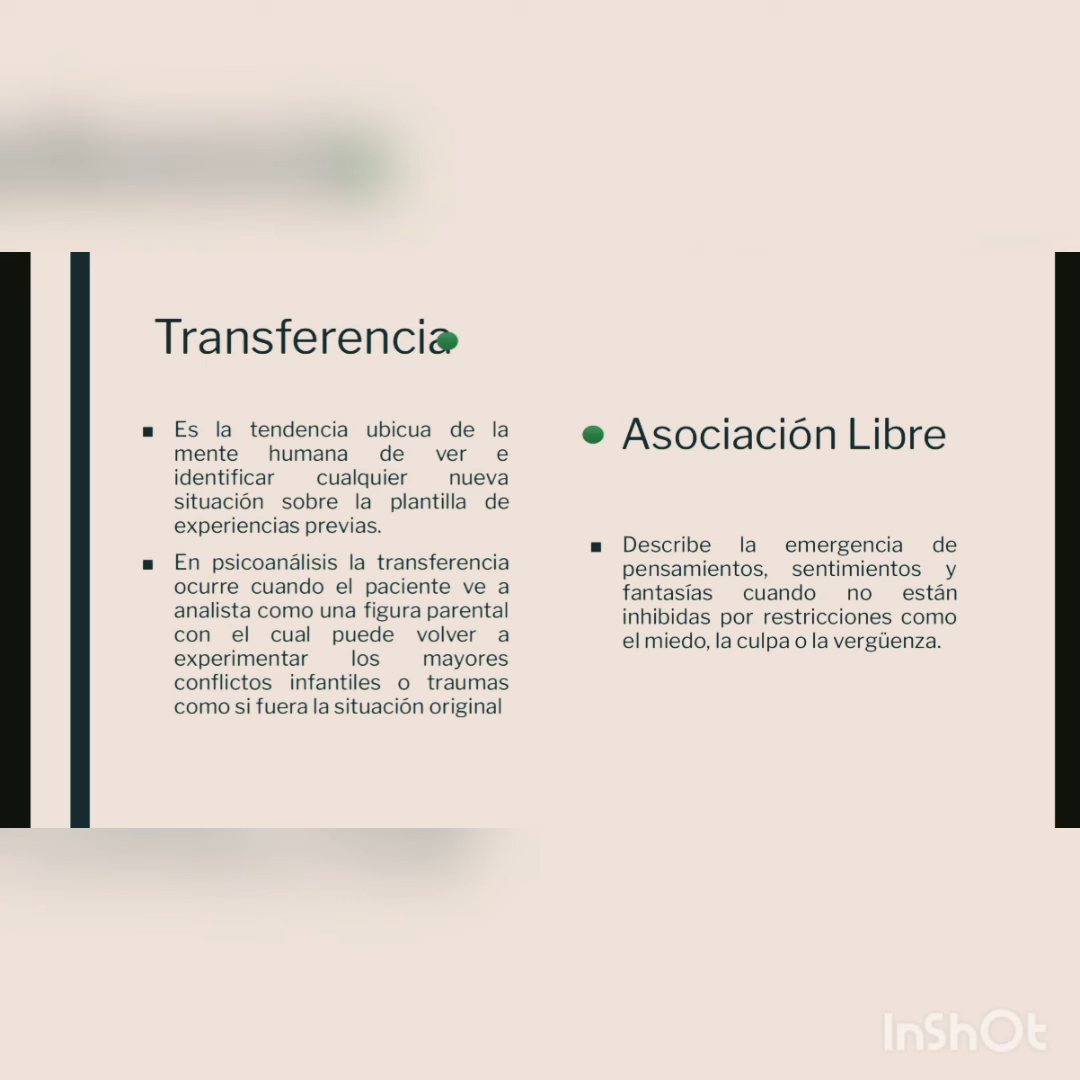 Transferencia
■ Es la tendencia ubicua de la
mente humana de ver e
identificar cualquier nueva
situación sobre la plantilla de
experiencias previas.
■ En psicoanálisis la transferencia
ocurre cuando el paciente ve a
analista como una figura parental
con el cual puede volver a
experimentar los mayores
conflictos infantiles o traumas
como si fuera la situación original
Asociación Libre
■ Describe la emergencia de
pensamientos, sentimientos y
fantasías cuando no están
inhibidas por restricciones como
el miedo, la culpa o la vergüenza.
InShOt